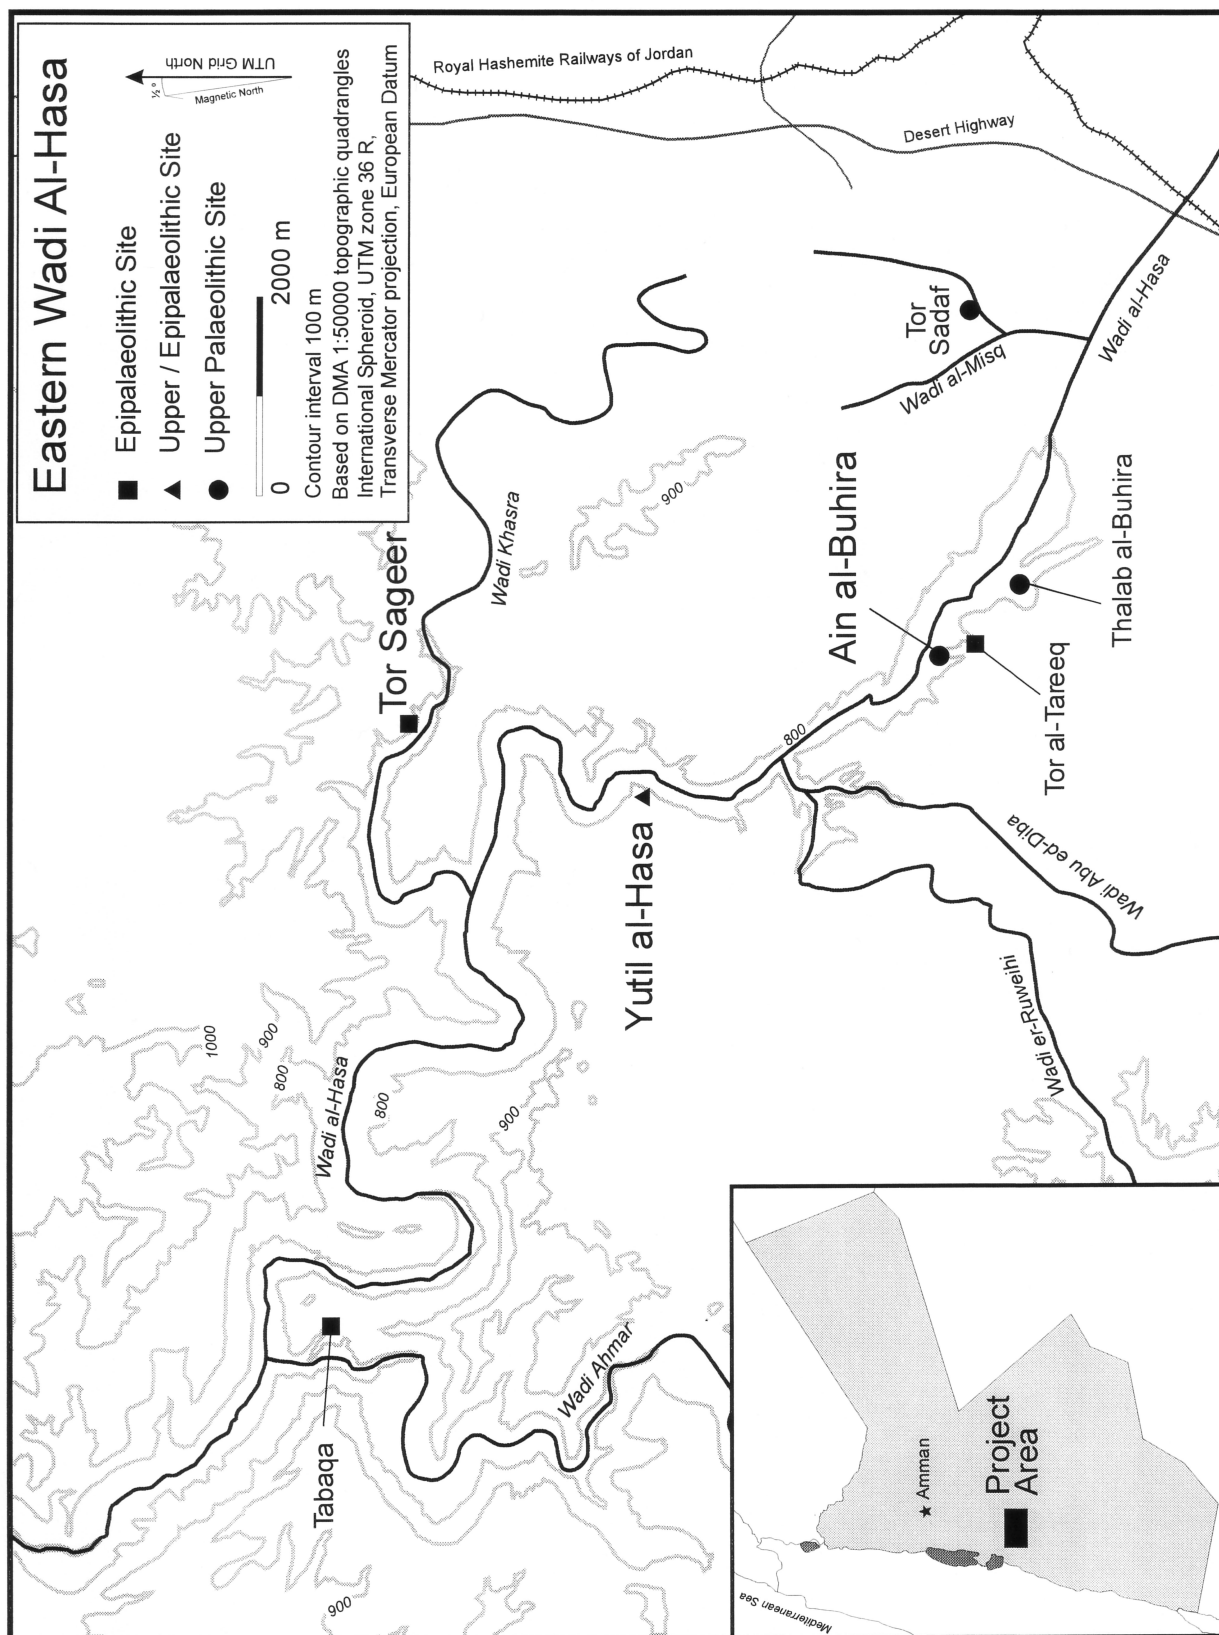 Eastern Wadi Al-Hasa
Epipalaeolithic Site
Upper / Epipalaeolithic Site
Upper Palaeolithic Site
0
2000 m
Contour interval 100 m
Based on DMA 1:50000 topographic quadrangles
International Spheroid, UTM zone 36 R,
Transverse Mercator projection, European Datum
½°
Magnetic North
UTM Grid North
Royal Hashemite Railways of Jordan
Desert Highway
Tor Sageer
Wadi Khasra
900
Tor
Sadaf
Wadi al-Misq
Wadi al-Hasa
Ain al-Buhira
Thalab al-Buhira
Tor al-Tareeq
800
Yutil al-Hasa
Wadi Abu ed-Diba
Wadi er-Ruweihi
1000
900
800
Wadi al-Hasa
800
900
Tabaqa
Wadi Ahmar
900
Amman
Project
Area
Mediterranean Sea